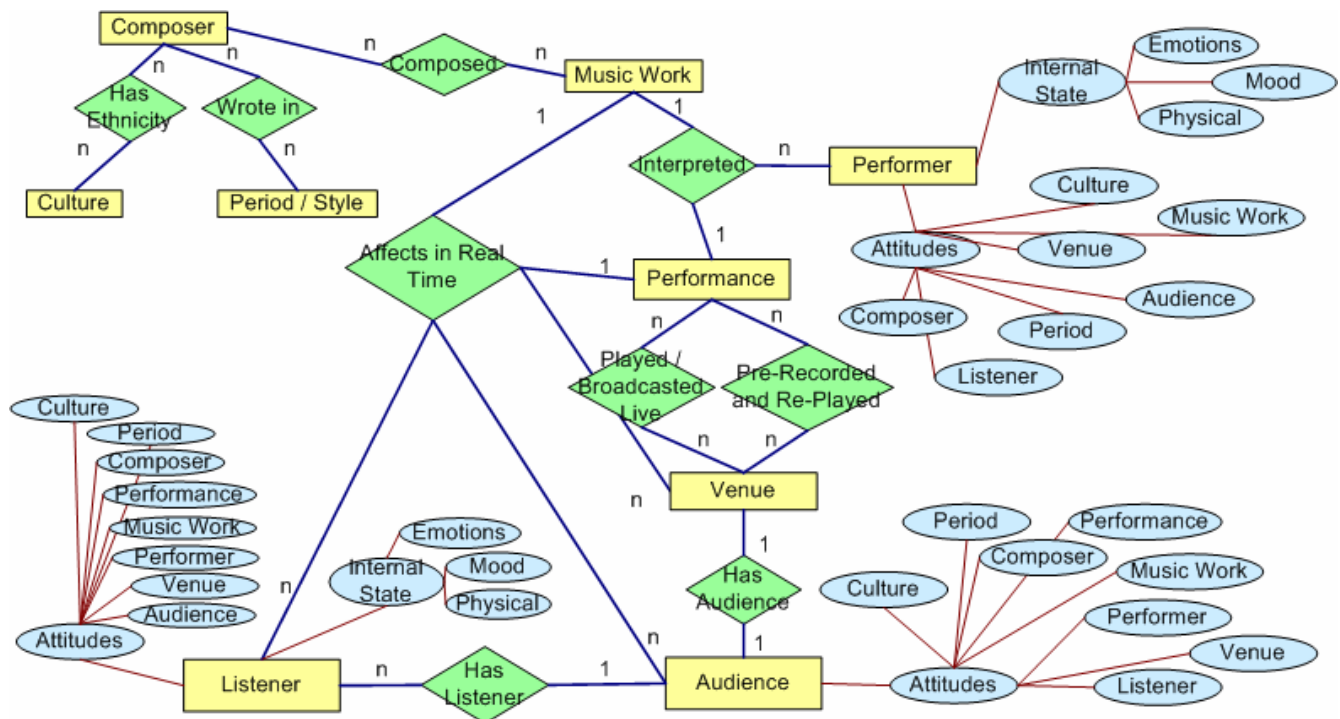 Composer
n
n
Composed
Music Work
n
n
Has
Ethnicity
Wrote in
n
n
Culture
Period / Style
1
1
Interpreted
n
Performer
1
Internal
State
Emotions
Mood
Physical
Culture
Music Work
Attitudes
Venue
Audience
Composer
Period
Listener
Affects in Real
Time
1
Performance
n
n
Played /
Broadcasted
Live
Pre-Recorded
and Re-Played
n
n
n
Venue
1
Has
Audience
1
Culture
Period
Composer
Performance
Music Work
Performer
Venue
Audience
Attitudes
n
Emotions
Internal
State
Mood
Physical
Listener
n
Has
Listener
1
n
Audience
Period
Performance
Composer
Music Work
Culture
Performer
Venue
Attitudes
Listener